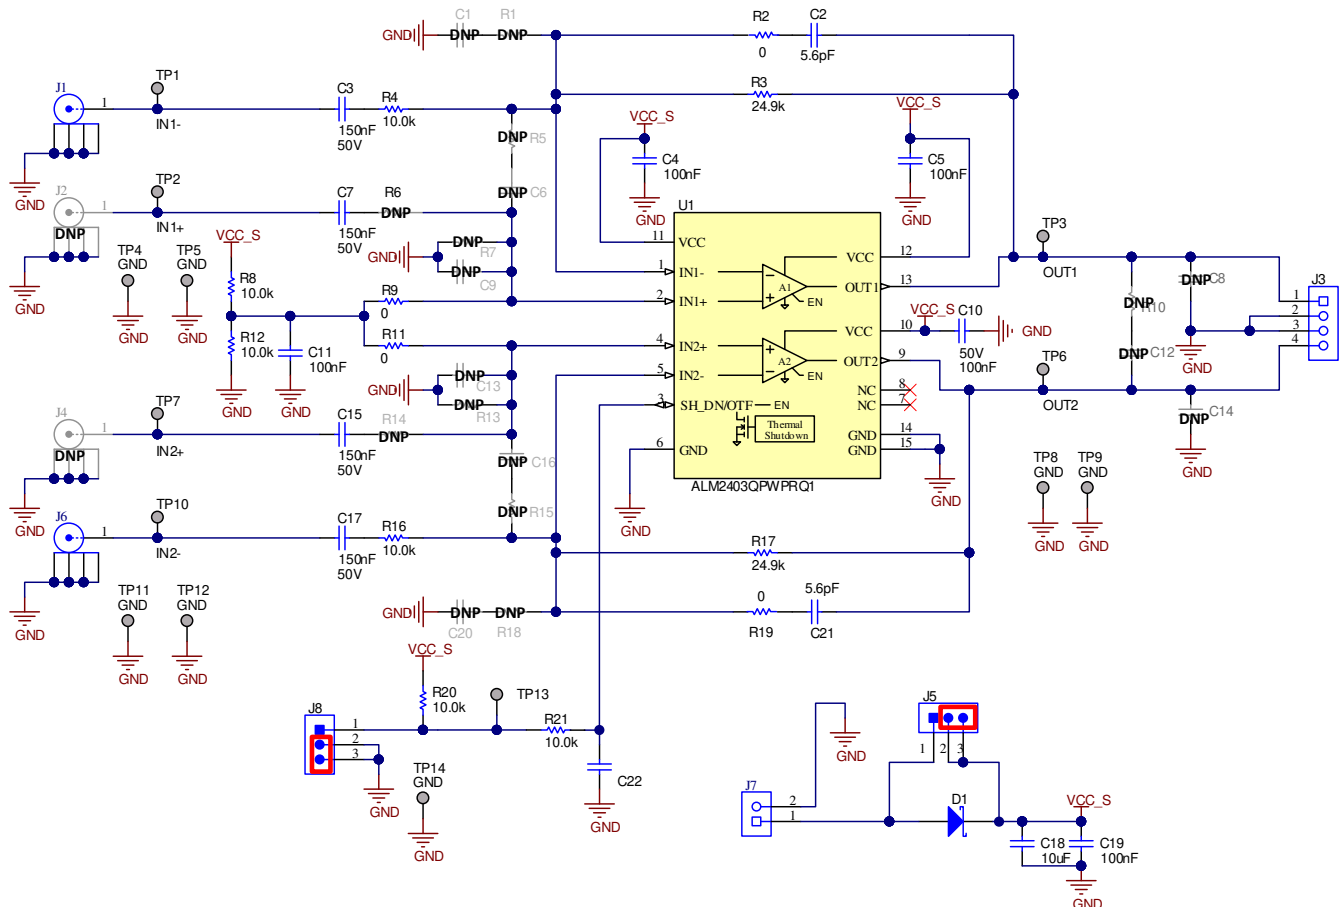 C1 R1
GND DNP DNP
R2 C2
0 5.6pF
R3
24.9k
J1 1 TP1
IN1-
C3 R4
150nF 10.0k
50V
GND
DNP R5
DNP C6
J2 1 TP2
DNP IN1+
C7 R6
DNP
150nF
50V
GND
TP4
GND
GND
TP5
GND
GND
VCC_S
R8
10.0k
R12
10.0k
GND
C11
100nF
GND
GND DNP R7
DNP C9
R9
0
R11
0
GND DNP C13
DNP R13
VCC_S
C4
100nF
GND
VCC_S
C5
100nF
GND
U1
11 VCC
1 IN1-
2 IN1+
4 IN2+
5 IN2-
3 SH_DN/OTF EN
6 GND
A1 EN
A2 EN
Thermal
Shutdown
VCC 12
OUT1 13
VCC 10
OUT2 9
NC 8
NC 7
GND 14
GND 15
ALM2403QPWPRQ1
GND
GND
VCC_S C10
50V
100nF
GND
TP3
OUT1
DNP R10
DNP C12
DNP C8
GND
TP6
OUT2
DNP C14
GND
J3
1
2
3
4
TP8
GND
GND
TP9
GND
GND
J4 1 TP7
DNP IN2+
C15 R14
DNP
150nF
50V
GND
DNP C16
DNP R15
J6 1 TP10
IN2-
C17 R16
150nF 10.0k
50V
GND
TP11
GND
GND
TP12
GND
GND
R17
24.9k
0 5.6pF
R19 C21
GND DNP DNP
C20 R18
VCC_S
R20
10.0k
TP13
R21
10.0k
J8
1
2
3
GND
TP14
GND
GND
C22
GND
J5
1 2 3
GND
J7
2
1
D1
VCC_S
C18
10uF
C19
100nF
GND